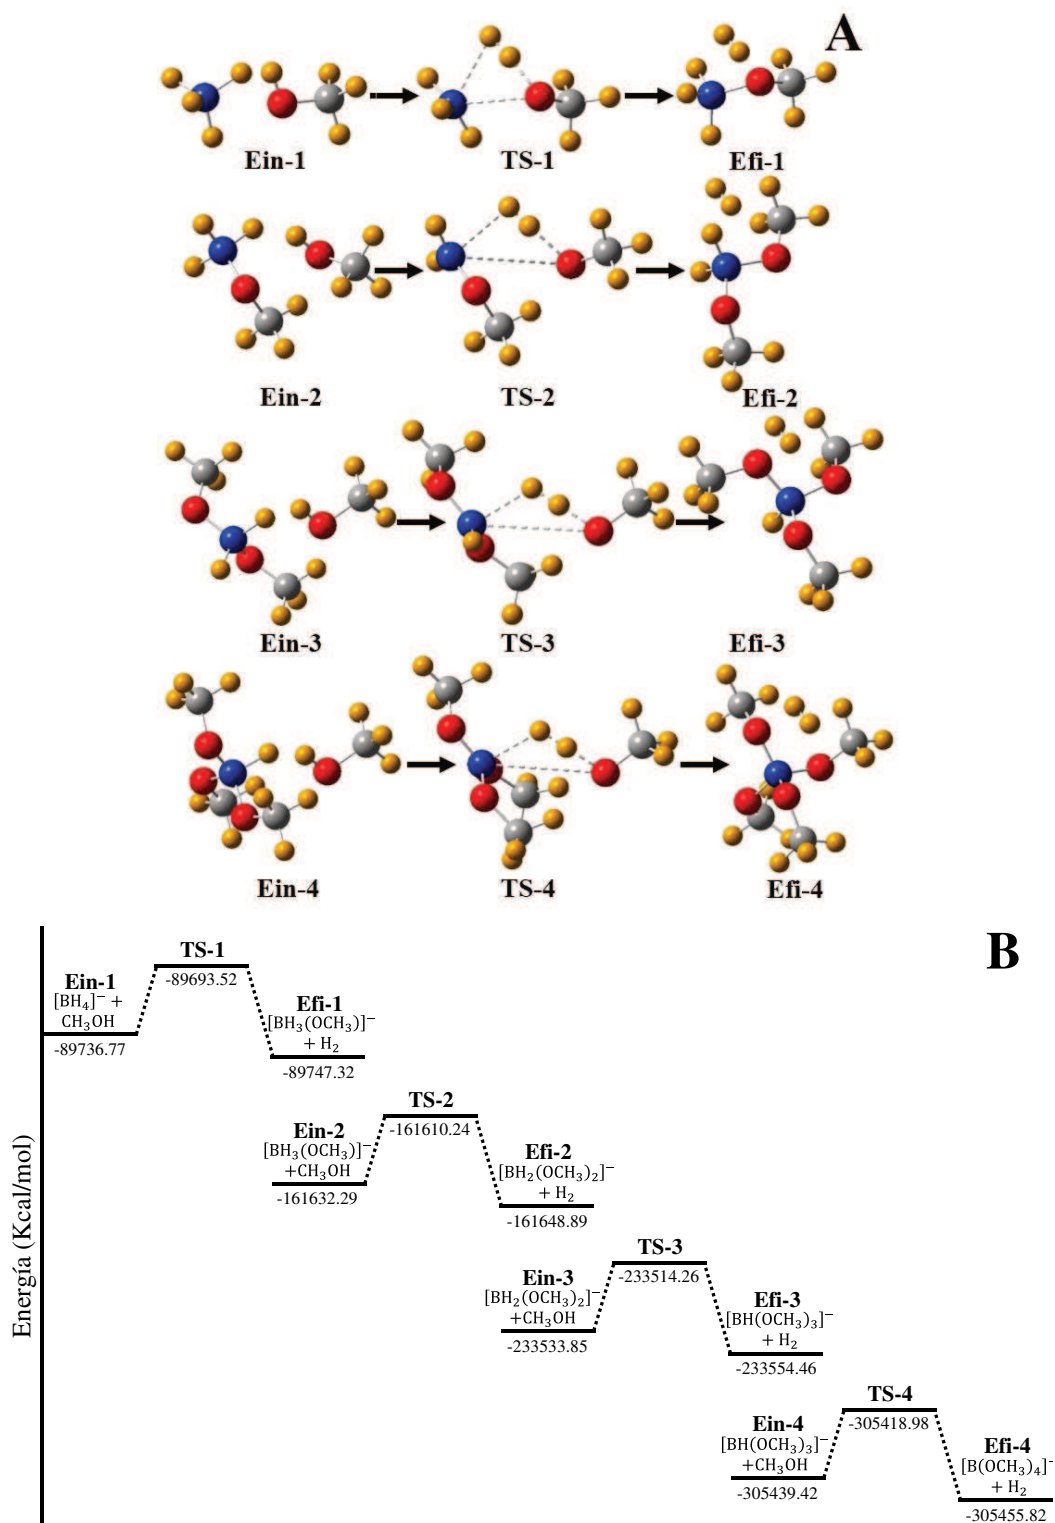 A
Ein-1
TS-1
Efi-1
Ein-2
TS-2
Efi-2
Ein-3
TS-3
Efi-3
Ein-4
TS-4
Efi-4
B
Energía (Kcal/mol)
Ein-1
[BH₄]⁻ +
CH₃OH
-89736.77
TS-1
-89693.52
Efi-1
[BH₃(OCH₃)]⁻
+ H₂
-89747.32
Ein-2
[BH₃(OCH₃)]⁻
+CH₃OH
-161632.29
TS-2
-161610.24
Efi-2
[BH₂(OCH₃)₂]⁻
+ H₂
-161648.89
Ein-3
[BH₂(OCH₃)₂]⁻
+CH₃OH
-233533.85
TS-3
-233514.26
Efi-3
[BH(OCH₃)₃]⁻
+ H₂
-233554.46
Ein-4
[BH(OCH₃)₃]⁻
+CH₃OH
-305439.42
TS-4
-305418.98
Efi-4
[B(OCH₃)₄]⁻
+ H₂
-305455.82